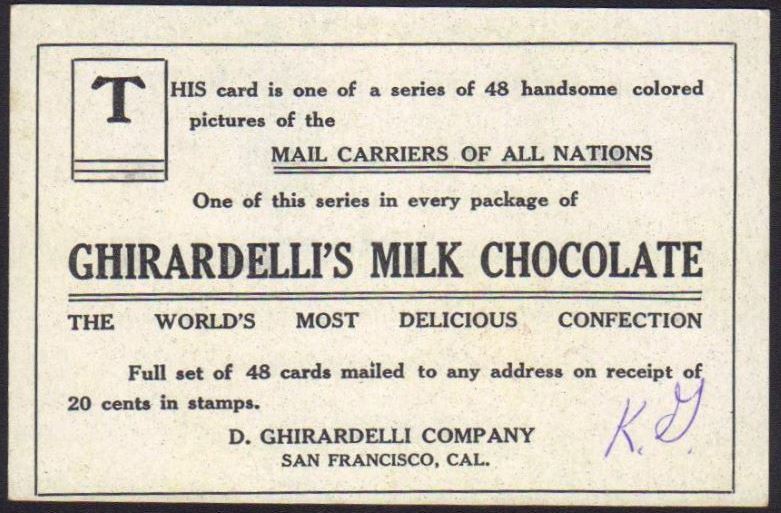 THIS card is one of a series of 48 handsome colored
pictures of the
MAIL CARRIERS OF ALL NATIONS
One of this series in every package of
GHIRARDELLI'S MILK CHOCOLATE
THE WORLD'S MOST DELICIOUS CONFECTION
Full set of 48 cards mailed to any address on receipt of
20 cents in stamps.
D. GHIRARDELLI COMPANY
SAN FRANCISCO, CAL.
K. G.